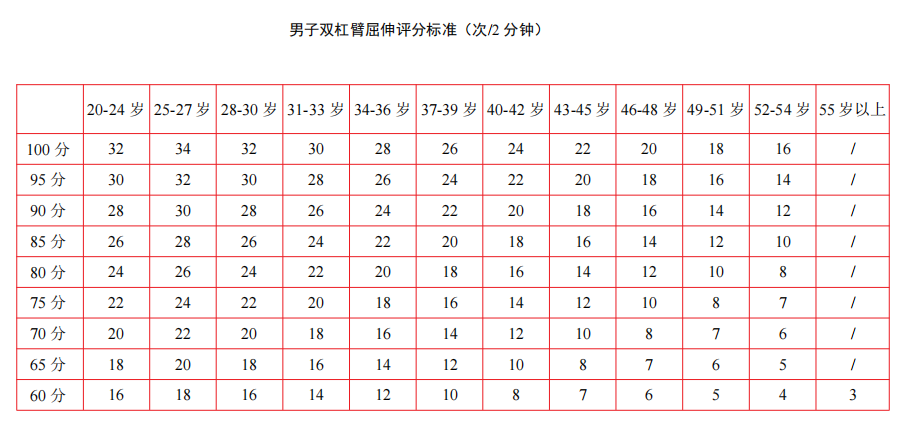 男子双杠臂屈伸评分标准（次/2 分钟）
20-24 岁 25-27 岁 28-30 岁 31-33 岁 34-36 岁 37-39 岁 40-42 岁 43-45 岁 46-48 岁 49-51 岁 52-54 岁 55 岁以上
100 分 32 34 32 30 28 26 24 22 20 18 16 /
95 分 30 32 30 28 26 24 22 20 18 16 14 /
90 分 28 30 28 26 24 22 20 18 16 14 12 /
85 分 26 28 26 24 22 20 18 16 14 12 10 /
80 分 24 26 24 22 20 18 16 14 12 10 8 /
75 分 22 24 22 20 18 16 14 12 10 8 7 /
70 分 20 22 20 18 16 14 12 10 8 7 6 /
65 分 18 20 18 16 14 12 10 8 7 6 5 /
60 分 16 18 16 14 12 10 8 7 6 5 4 3